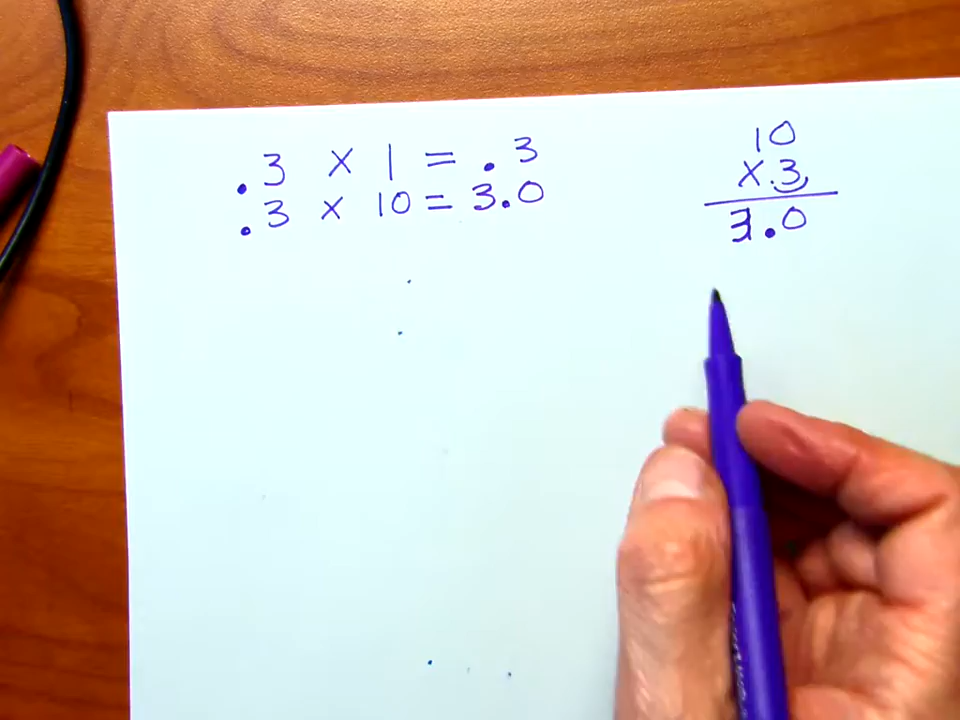 .3 × 1 = .3
.3 × 10 = 3.0
10
×.3
3.0